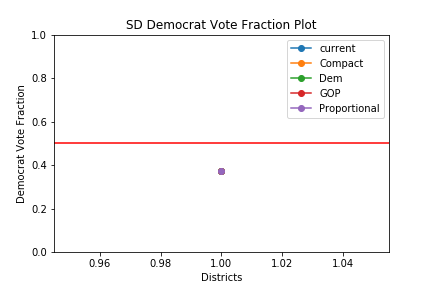 SD Democrat Vote Fraction Plot
1.0
0.8
0.6
0.4
0.2
0.0
Democrat Vote Fraction
current
Compact
Dem
GOP
Proportional
0.96 0.98 1.00 1.02 1.04
Districts